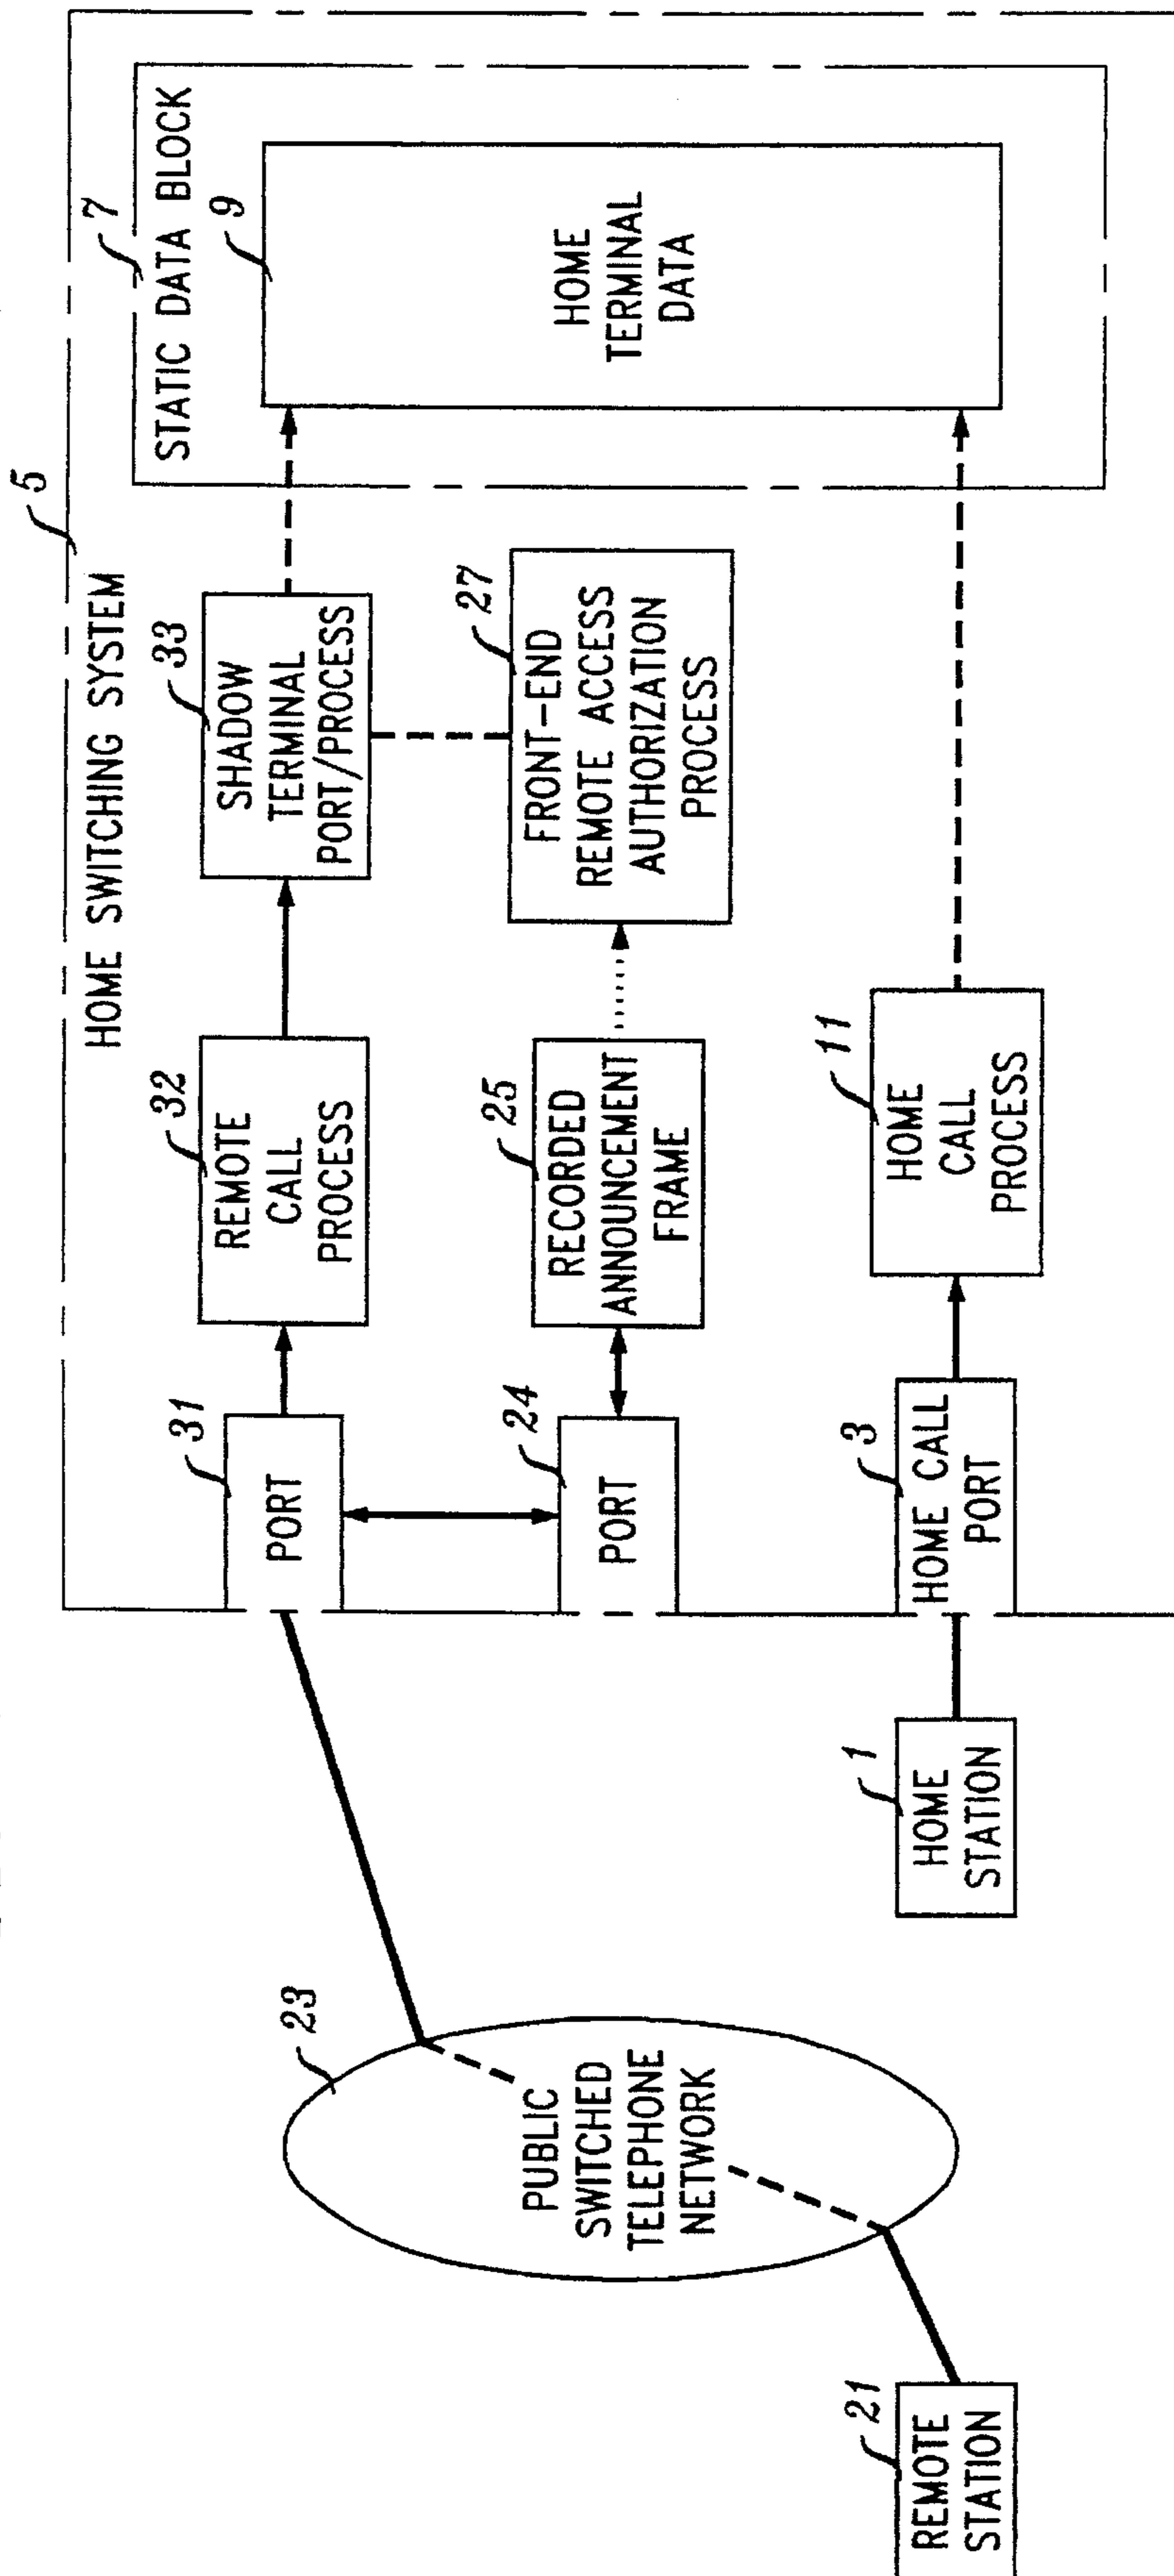 5
HOME SWITCHING SYSTEM
7
STATIC DATA BLOCK
9
HOME
TERMINAL
DATA
23
PUBLIC
SWITCHED
TELEPHONE
NETWORK
31
PORT
32
REMOTE
CALL
PROCESS
33
SHADOW
TERMINAL
PORT/PROCESS
24
PORT
25
RECORDED
ANNOUNCEMENT
FRAME
27
FRONT-END
REMOTE ACCESS
AUTHORIZATION
PROCESS
21
REMOTE
STATION
1
HOME
STATION
3
HOME CALL
PORT
11
HOME
CALL
PROCESS